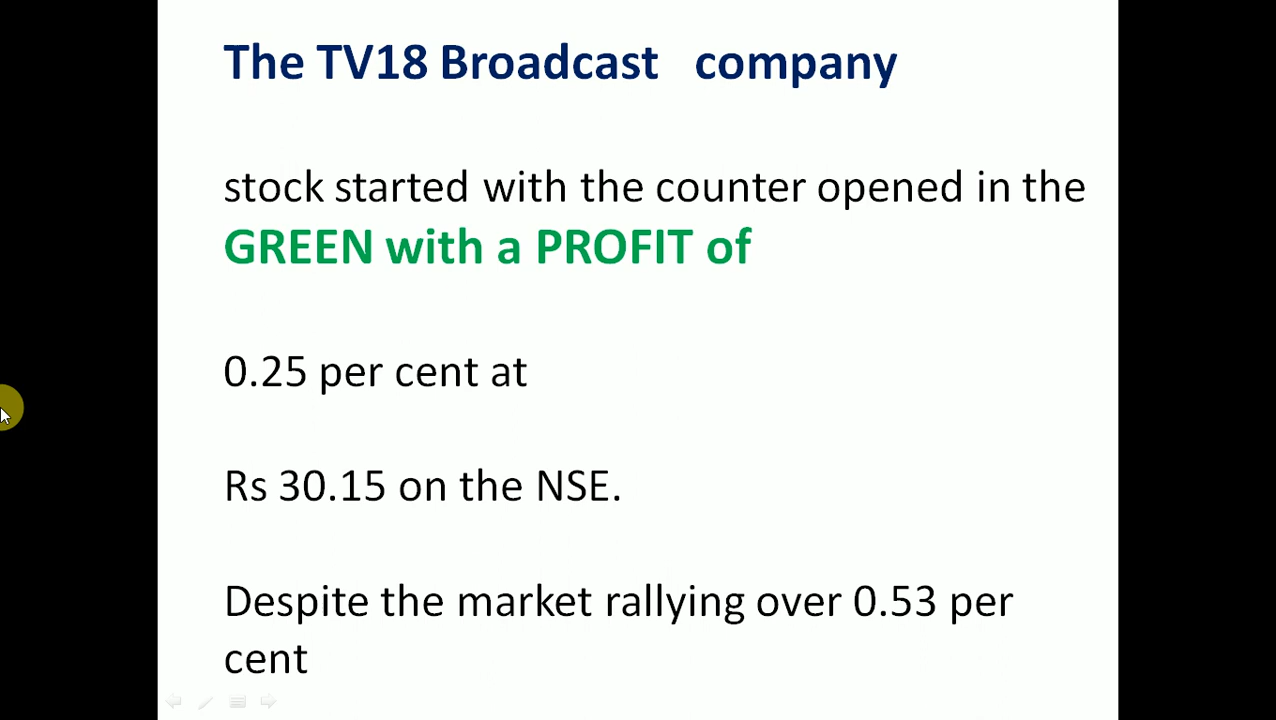 The TV18 Broadcast company
stock started with the counter opened in the
GREEN with a PROFIT of
0.25 per cent at
Rs 30.15 on the NSE.
Despite the market rallying over 0.53 per
cent